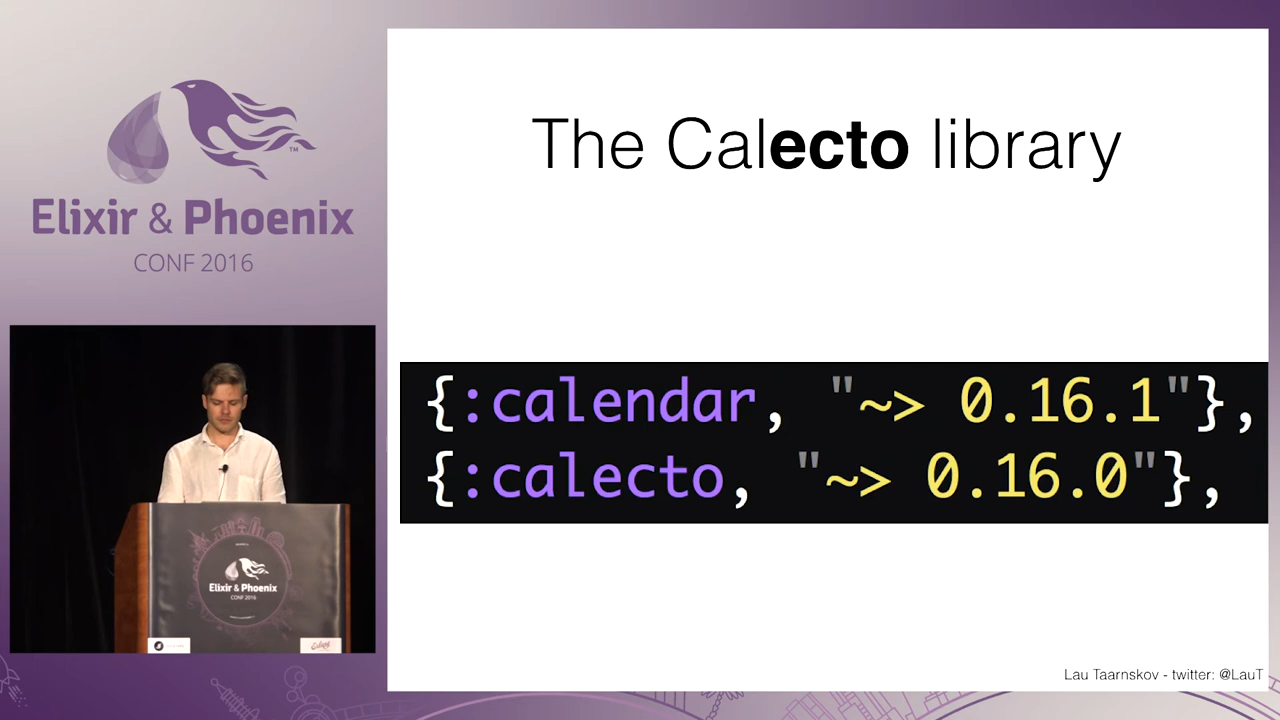 Elixir & Phoenix
™
CONF 2016
The Calecto library
{:calendar, "~> 0.16.1"},
{:calecto, "~> 0.16.0"},
Elixir & Phoenix
CONF 2016
Lau Taarnskov - twitter: @LauT